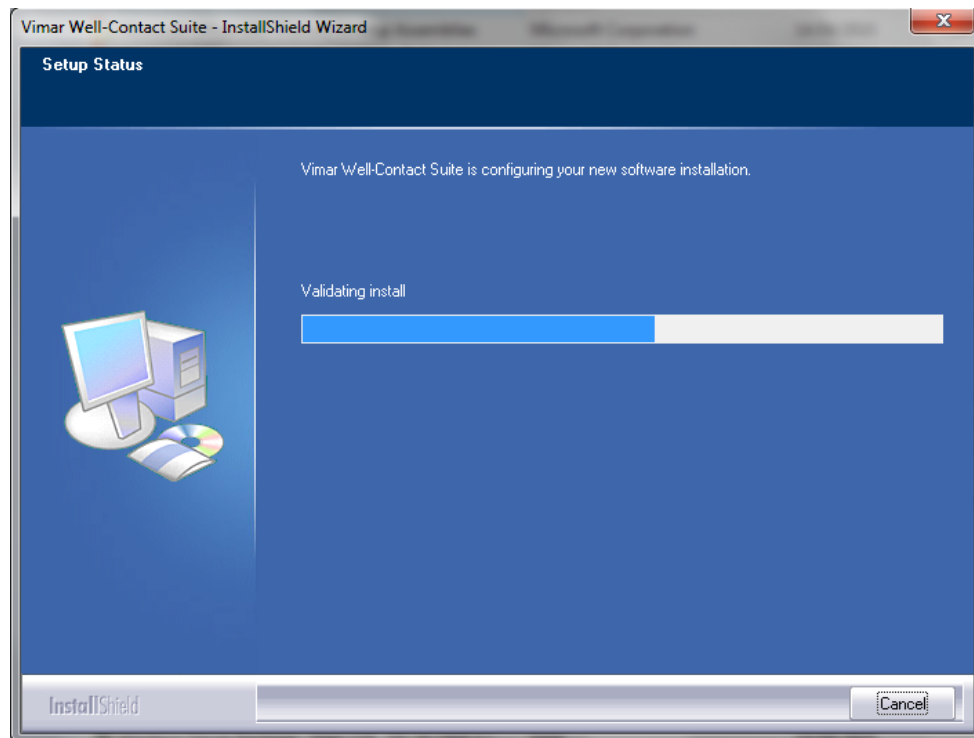 Vimar Well-Contact Suite - InstallShield Wizard
Setup Status
Vimar Well-Contact Suite is configuring your new software installation.
Validating install
InstallShield
Cancel